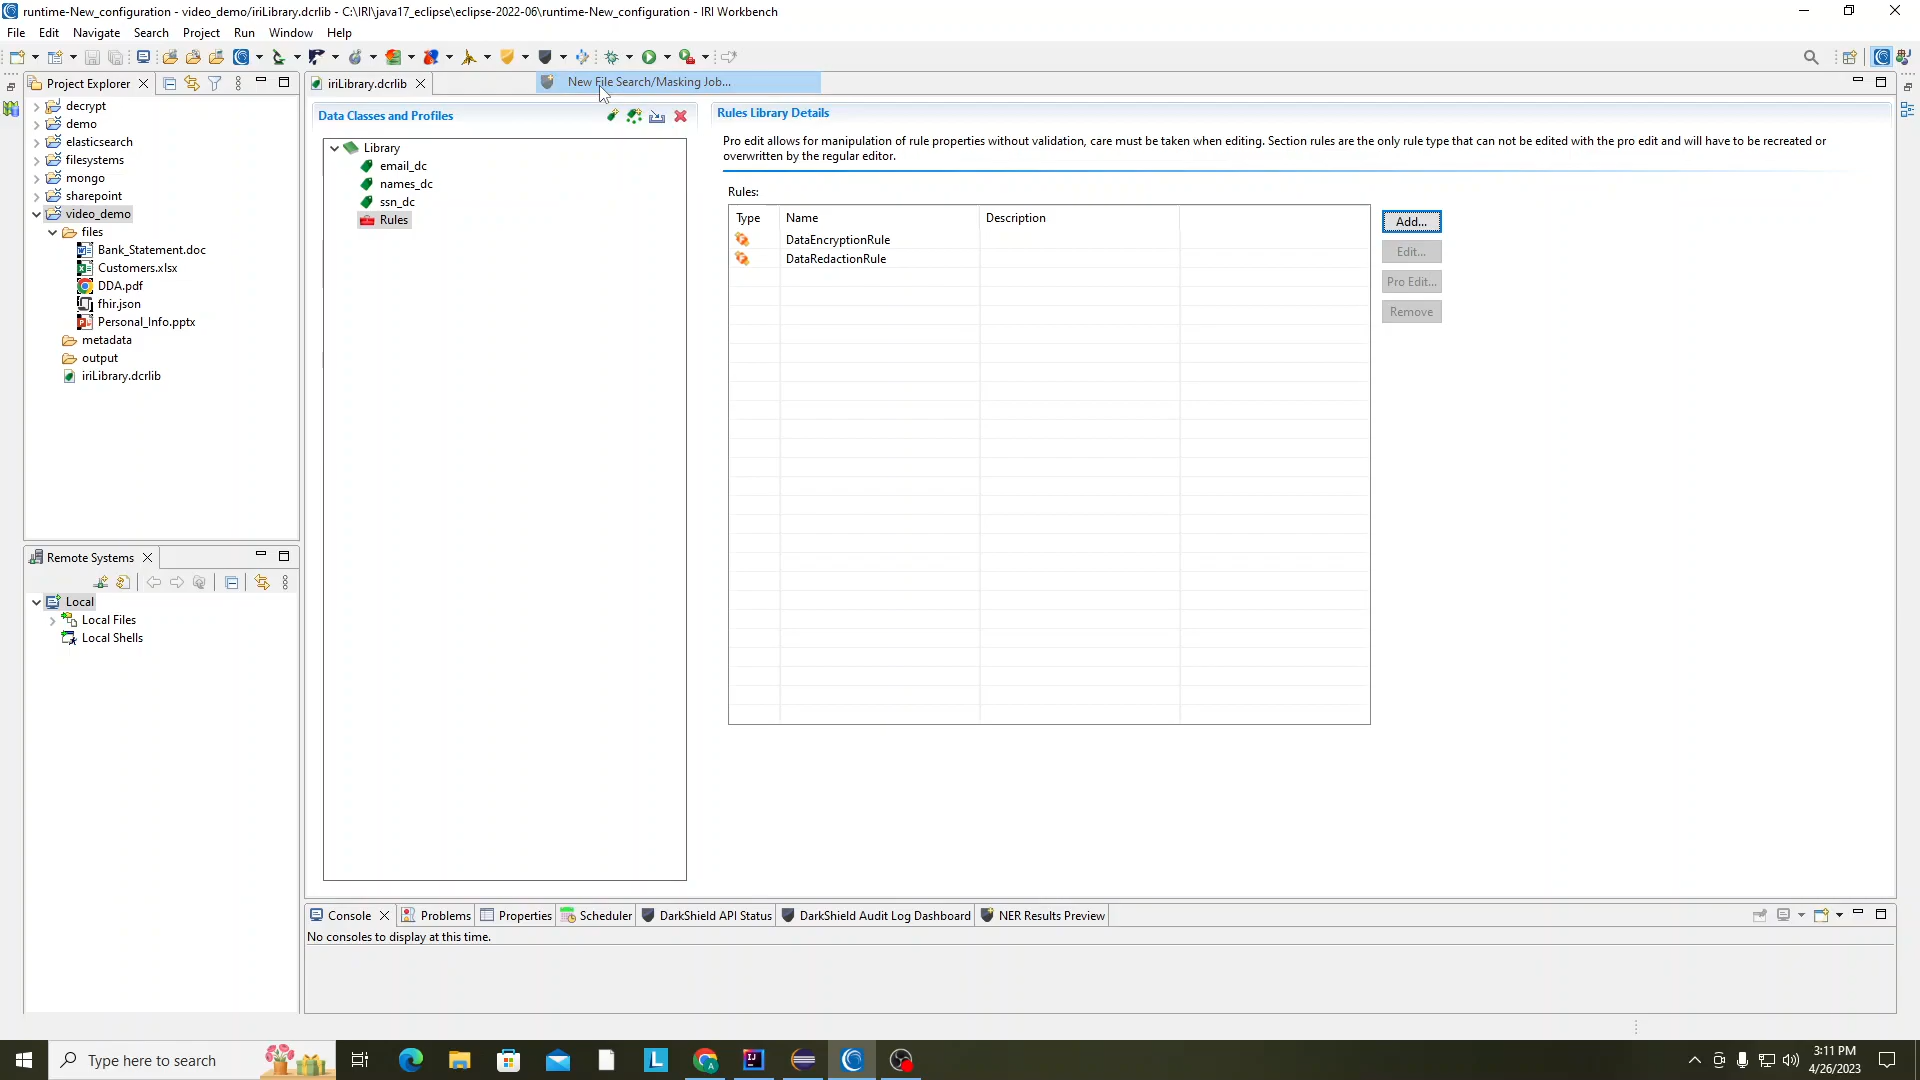 runtime-New_configuration - video_demo/iriLibrary.dcrlib - C:\IRI\java17_eclipse\eclipse-2022-06\runtime-New_configuration - IRI Workbench
File Edit Navigate Search Project Run Window Help
Project Explorer
iriLibrary.dcrlib
New File Search/Masking Job...
decrypt
demo
elasticsearch
filesystems
mongo
sharepoint
video_demo
files
Bank_Statement.doc
Customers.xlsx
DDA.pdf
fhir.json
Personal_Info.pptx
metadata
output
iriLibrary.dcrlib
Data Classes and Profiles
Library
email_dc
names_dc
ssn_dc
Rules
Rules Library Details
Pro edit allows for manipulation of rule properties without validation, care must be taken when editing. Section rules are the only rule type that can not be edited with the pro edit and will have to be recreated or
overwritten by the regular editor.
Rules:
Type Name Description
DataEncryptionRule
DataRedactionRule
Add...
Edit...
Pro Edit...
Remove
Remote Systems
Local
Local Files
Local Shells
Console Problems Properties Scheduler DarkShield API Status DarkShield Audit Log Dashboard NER Results Preview
No consoles to display at this time.
Type here to search
3:11 PM
4/26/2023